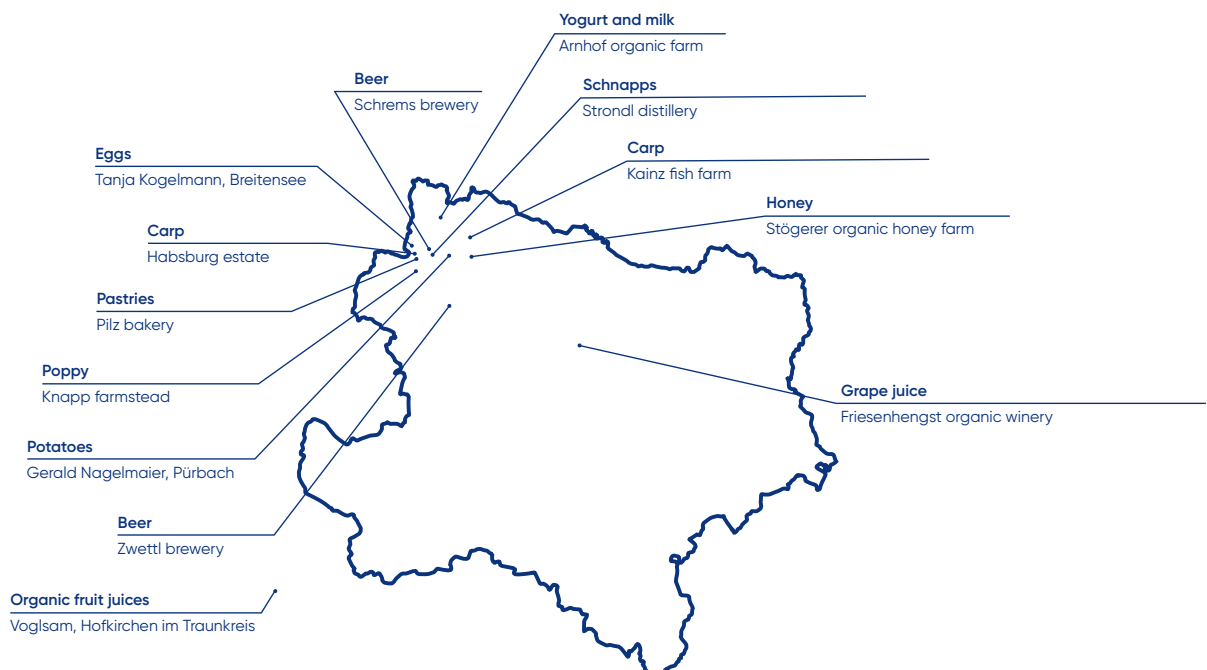 Yogurt and milk
Arnhof organic farm
Beer
Schrems brewery
Schnapps
Strondl distillery
Eggs
Tanja Kogelmann, Breitensee
Carp
Kainz fish farm
Honey
Stögerer organic honey farm
Carp
Habsburg estate
Pastries
Pilz bakery
Poppy
Knapp farmstead
Grape juice
Friesenhengst organic winery
Potatoes
Gerald Nagelmaier, Pürbach
Beer
Zwettl brewery
Organic fruit juices
Voglsam, Hofkirchen im Traunkreis